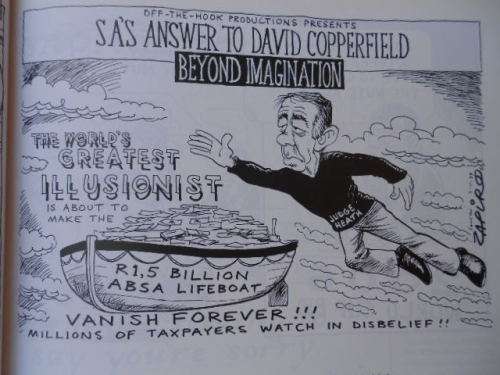 OFF-THE-HOOK PRODUCTIONS PRESENTS
SA'S ANSWER TO DAVID COPPERFIELD
BEYOND IMAGINATION
THE WORLD'S
GREATEST
ILLUSIONIST
IS ABOUT TO
MAKE THE
R1,5 BILLION
ABSA LIFEBOAT
JUDGE
HEATH
ZAPIRO
VANISH FOREVER !!!
MILLIONS OF TAXPAYERS WATCH IN DISBELIEF !!